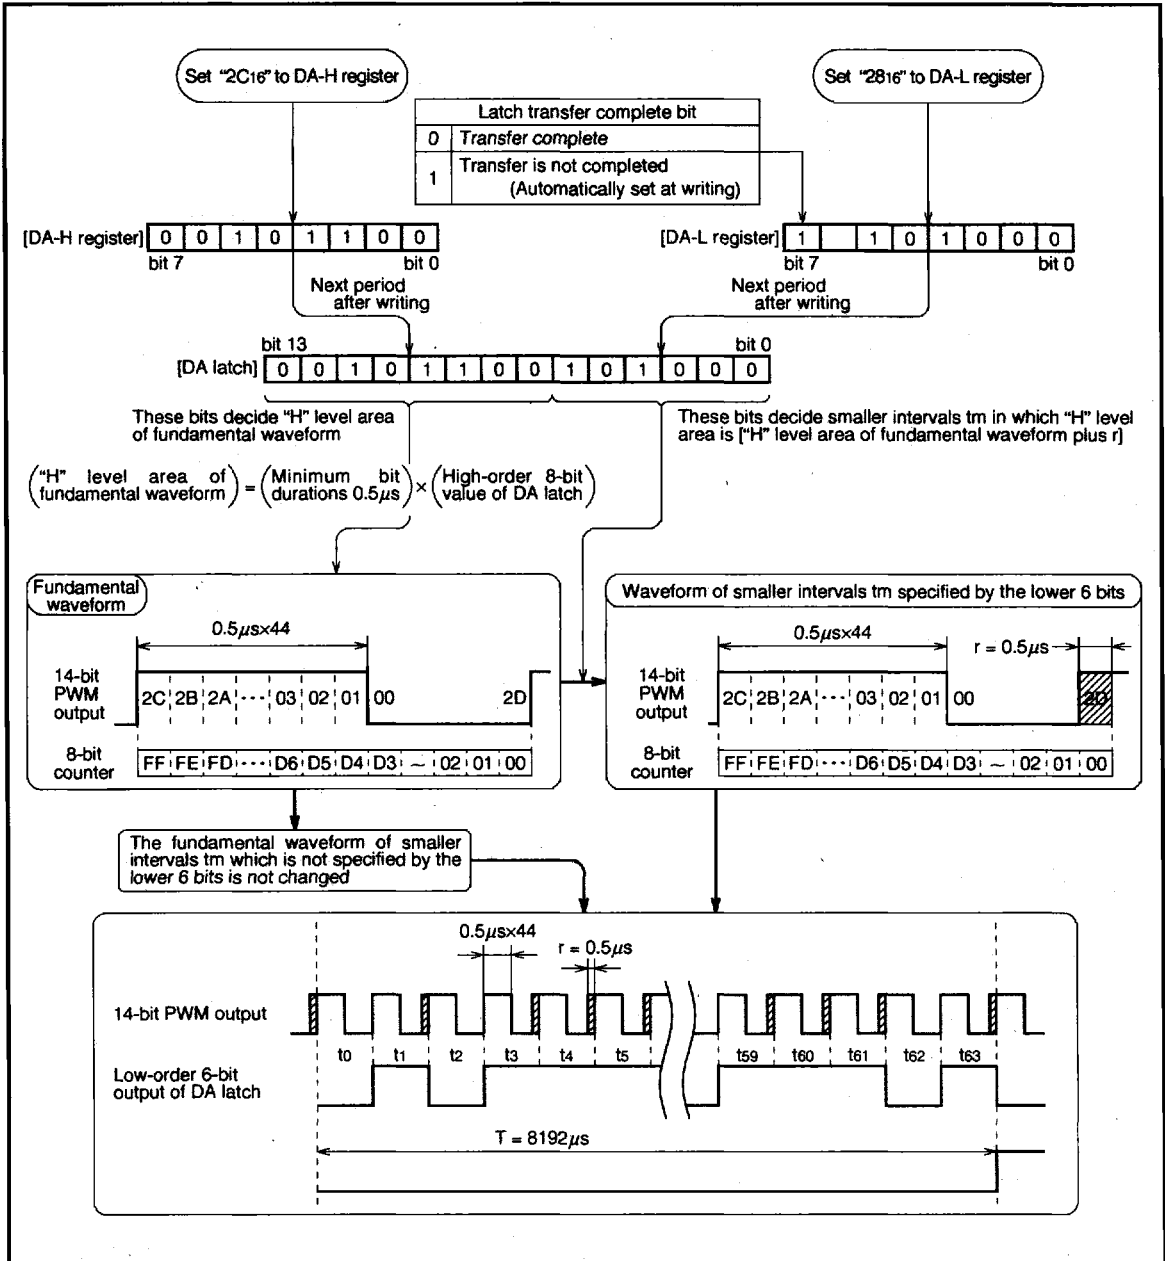 Set “2C16” to DA-H register
Set “2816” to DA-L register
Latch transfer complete bit
0 Transfer complete
1 Transfer is not completed
(Automatically set at writing)
[DA-H register] 0 0 1 0 1 1 0 0
bit 7 bit 0
[DA-L register] 1 1 0 1 0 0 0
bit 7 bit 0
Next period
after writing
Next period
after writing
bit 13 bit 0
[DA latch] 0 0 1 0 1 1 0 0 1 0 1 0 0 0
These bits decide “H” level area
of fundamental waveform
These bits decide smaller intervals tm in which “H” level
area is [“H” level area of fundamental waveform plus r]
(“H” level area of fundamental waveform) = (Minimum bit durations 0.5μs) × (High-order 8-bit value of DA latch)
Fundamental
waveform
0.5μs×44
14-bit
PWM
output
2C 2B 2A ··· 03 02 01 00 2D
8-bit
counter
FF FE FD ··· D6 D5 D4 D3 ~ 02 01 00
Waveform of smaller intervals tm specified by the lower 6 bits
0.5μs×44
r = 0.5μs
14-bit
PWM
output
2C 2B 2A ··· 03 02 01 00 2D
8-bit
counter
FF FE FD ··· D6 D5 D4 D3 ~ 02 01 00
The fundamental waveform of smaller
intervals tm which is not specified by the
lower 6 bits is not changed
0.5μs×44
r = 0.5μs
14-bit PWM output
t0 t1 t2 t3 t4 t5 t59 t60 t61 t62 t63
Low-order 6-bit
output of DA latch
T = 8192μs